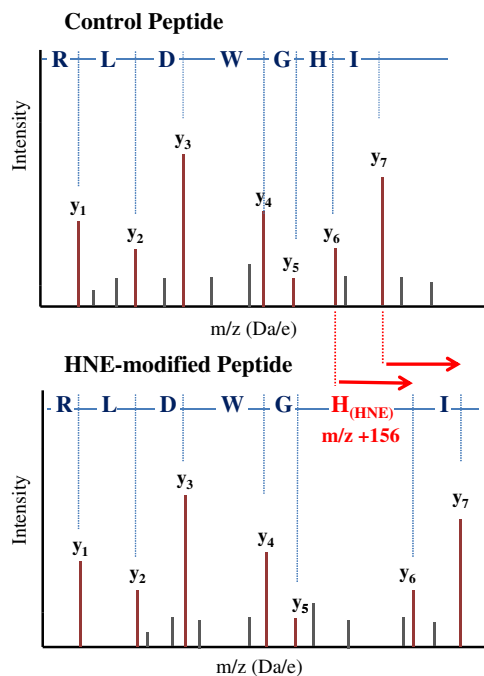 Control Peptide
R L D W G H I
Intensity
y1 y2 y3 y4 y5 y6 y7
m/z (Da/e)
HNE-modified Peptide
R L D W G H(HNE) I
m/z +156
Intensity
y1 y2 y3 y4 y5 y6 y7
m/z (Da/e)